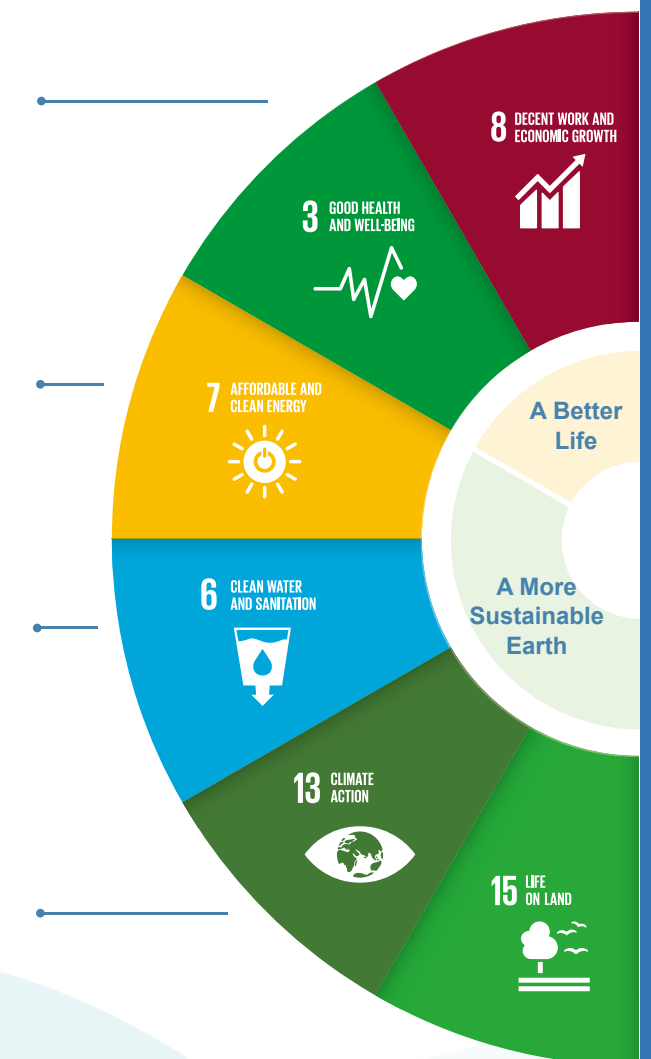 8 DECENT WORK AND
ECONOMIC GROWTH
3 GOOD HEALTH
AND WELL-BEING
7 AFFORDABLE AND
CLEAN ENERGY
A Better
Life
6 CLEAN WATER
AND SANITATION
A More
Sustainable
Earth
13 CLIMATE
ACTION
15 LIFE
ON LAND